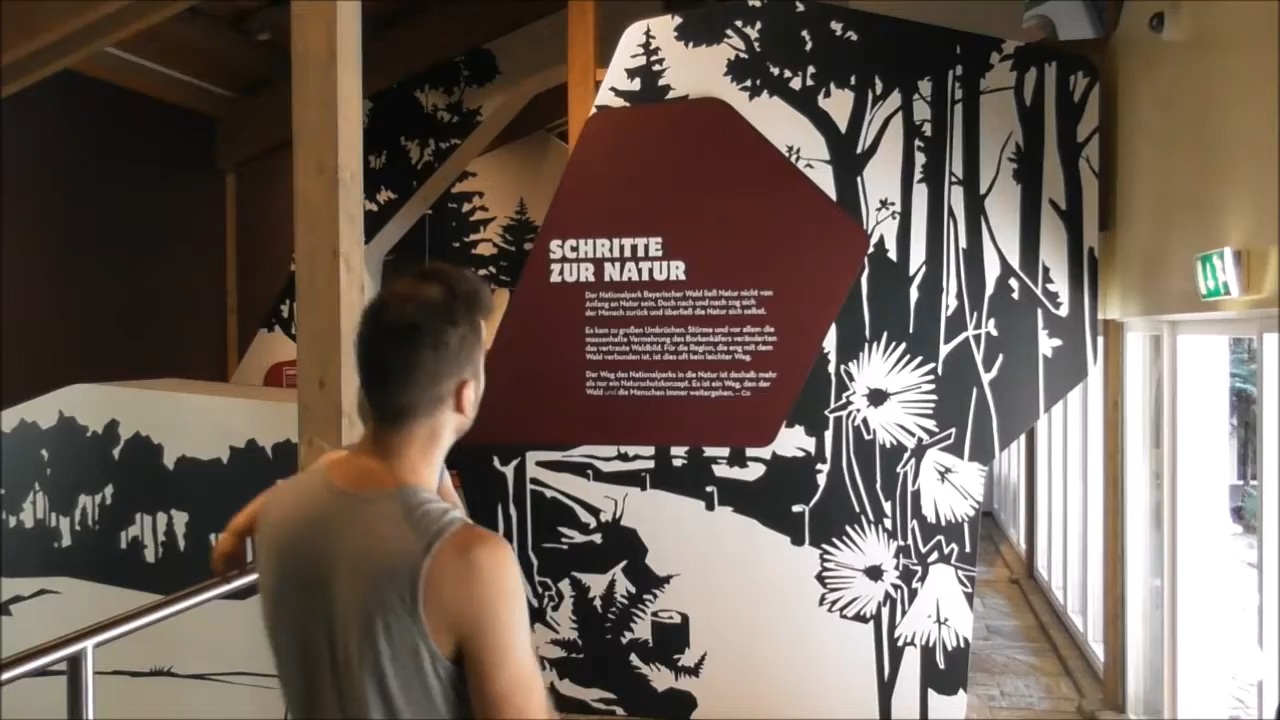 SCHRITTE
ZUR NATUR
Der Nationalpark Bayerischer Wald ließ Natur nicht von
Anfang an Natur sein. Doch nach und nach zog sich
der Mensch zurück und überließ die Natur sich selbst.
Es kam zu großen Umbrüchen. Stürme und vor allem die
massenhafte Vermehrung des Borkenkäfers veränderten
das vertraute Waldbild. Für die Region, die eng mit dem
Wald verbunden ist, ist dies oft kein leichter Weg.
Der Weg des Nationalparks in die Natur ist deshalb mehr
als nur ein Naturschutzkonzept. Es ist ein Weg, den der
Wald und die Menschen immer weitergehen. –